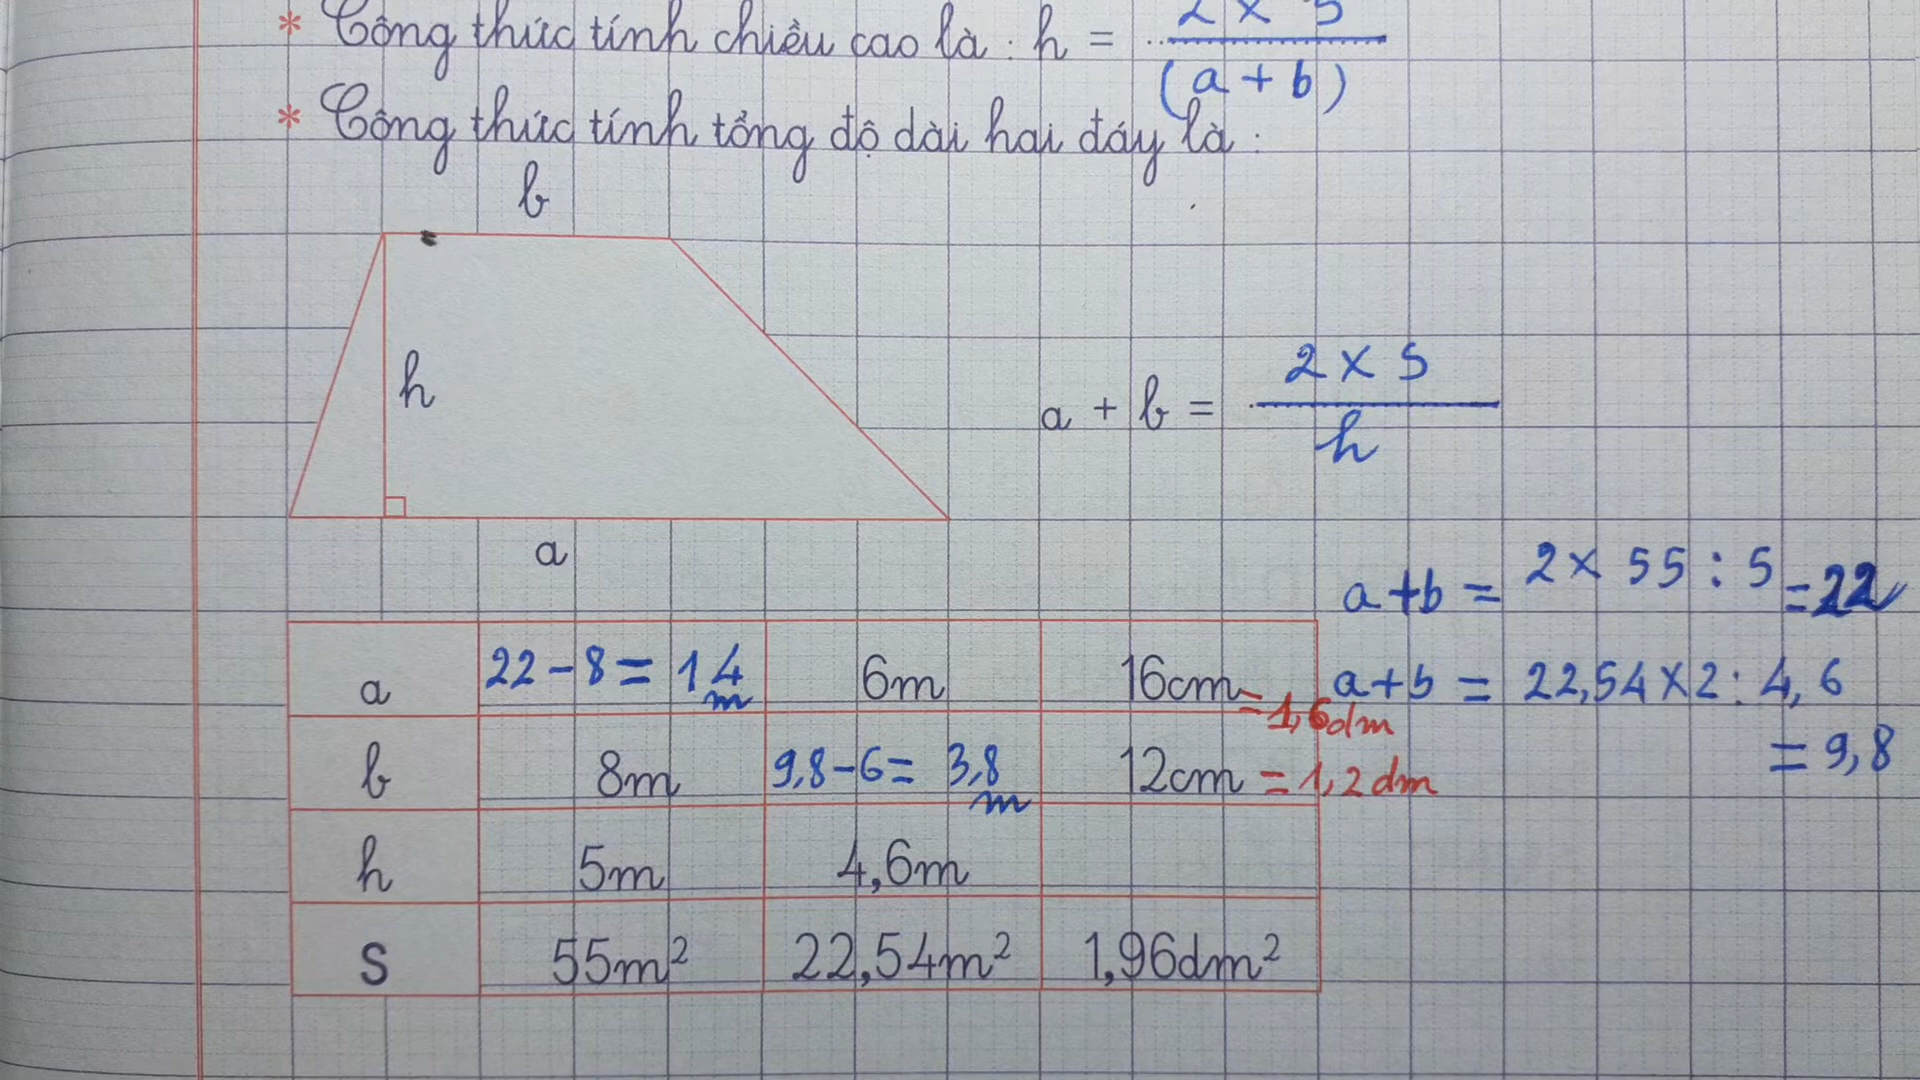 * Công thức tính chiều cao là : h = 2 x S
(a + b)
* Công thức tính tổng độ dài hai đáy là :
b
h
a + b = 2 x S
h
a
a+b = 2 x 55 : 5 = 22
a 22 - 8 = 14 m 6m 16cm = 1,6dm
a+b = 22,54 x 2 : 4,6
= 9,8
b 8m 9,8 - 6 = 3,8 m 12cm = 1,2dm
h 5m 4,6m
S 55m² 22,54m² 1,96dm²